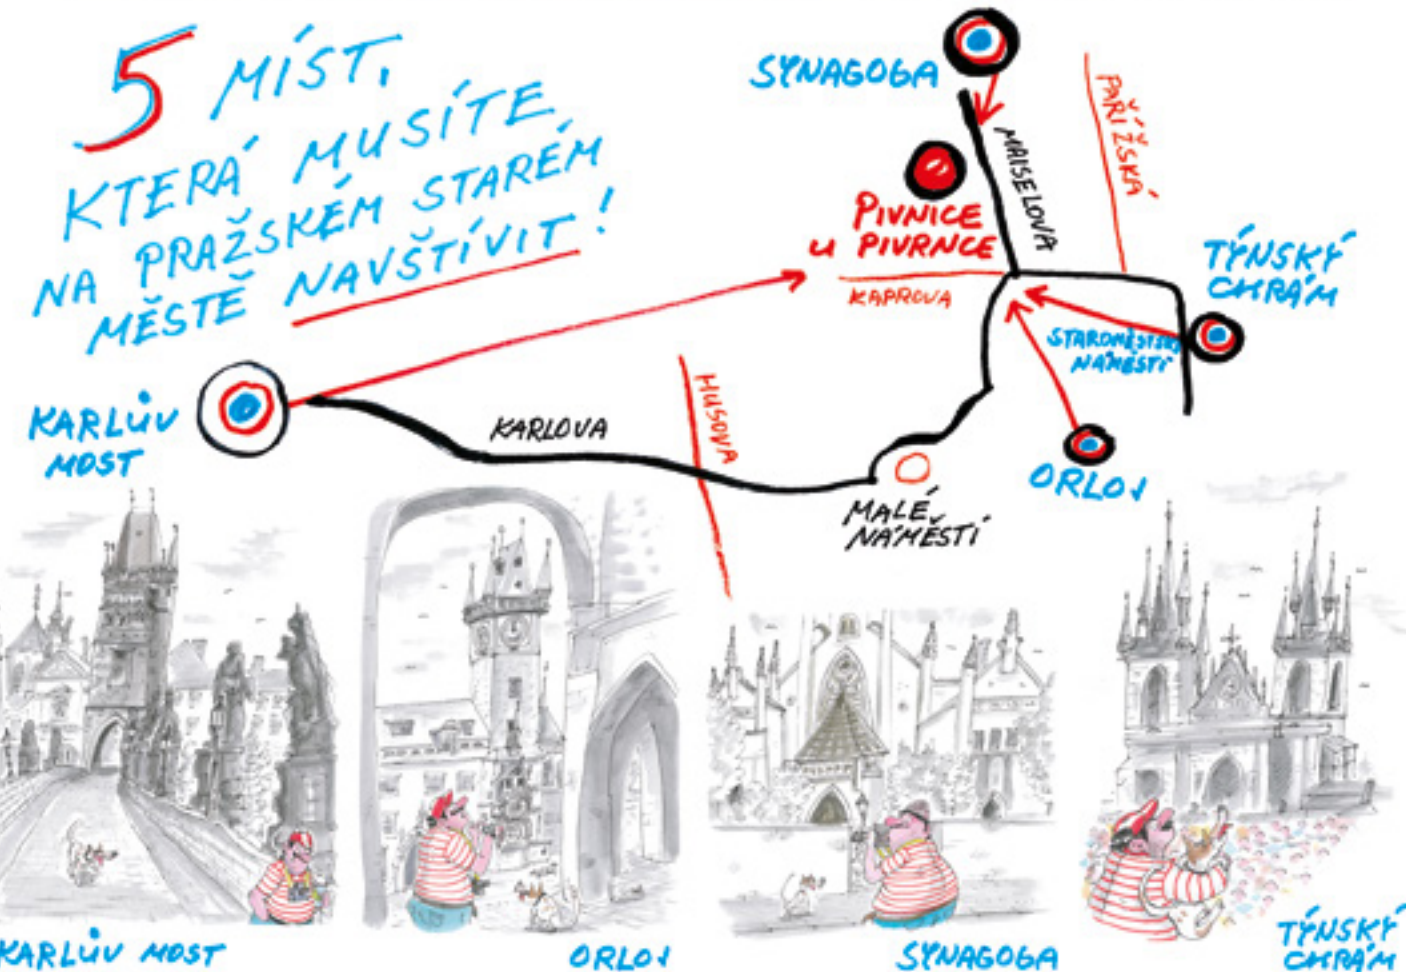 5 MÍST,
KTERÁ MUSÍTE
NA PRAŽSKÉM STARÉM
MĚSTĚ NAVŠTÍVIT!
SYNAGOGA
MAISELOVA
PAŘÍŽSKÁ
PIVNICE
U PIVRNCE
KAPROVA
TÝNSKÝ
CHRÁM
STAROMĚSTSKÉ
NÁMĚSTÍ
KARLŮV
MOST
KARLOVA
HUSOVA
MALÉ
NÁMĚSTÍ
ORLOJ
KARLŮV MOST
ORLOJ
SYNAGOGA
TÝNSKÝ
CHRÁM